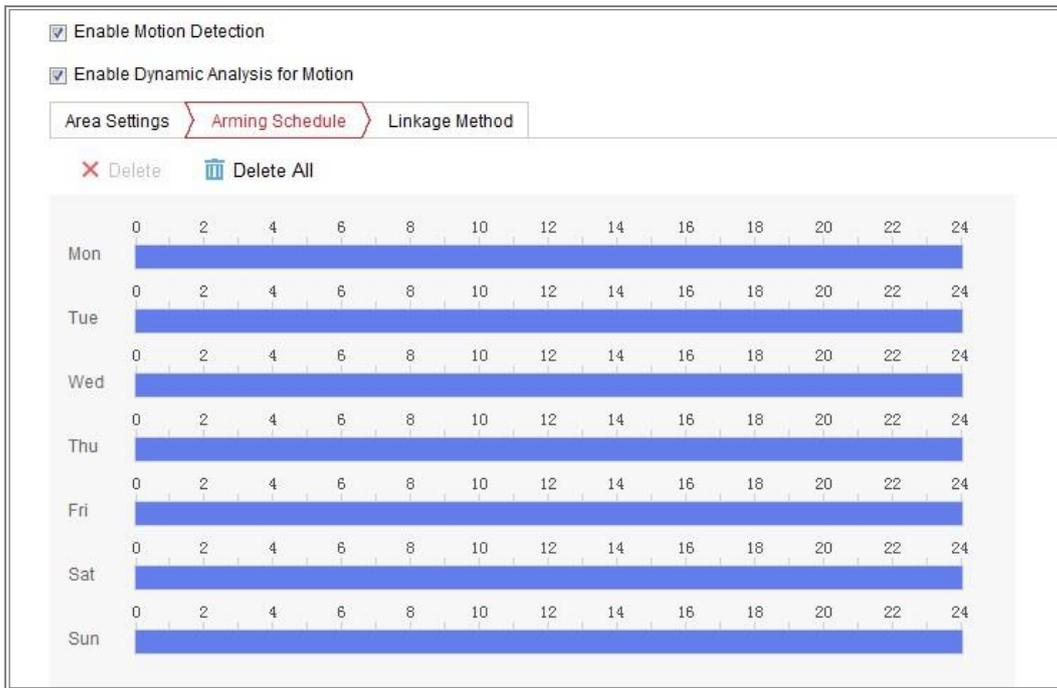 Enable Motion Detection
Enable Dynamic Analysis for Motion
Area Settings Arming Schedule Linkage Method
Delete Delete All
0 2 4 6 8 10 12 14 16 18 20 22 24
Mon
0 2 4 6 8 10 12 14 16 18 20 22 24
Tue
0 2 4 6 8 10 12 14 16 18 20 22 24
Wed
0 2 4 6 8 10 12 14 16 18 20 22 24
Thu
0 2 4 6 8 10 12 14 16 18 20 22 24
Fri
0 2 4 6 8 10 12 14 16 18 20 22 24
Sat
0 2 4 6 8 10 12 14 16 18 20 22 24
Sun